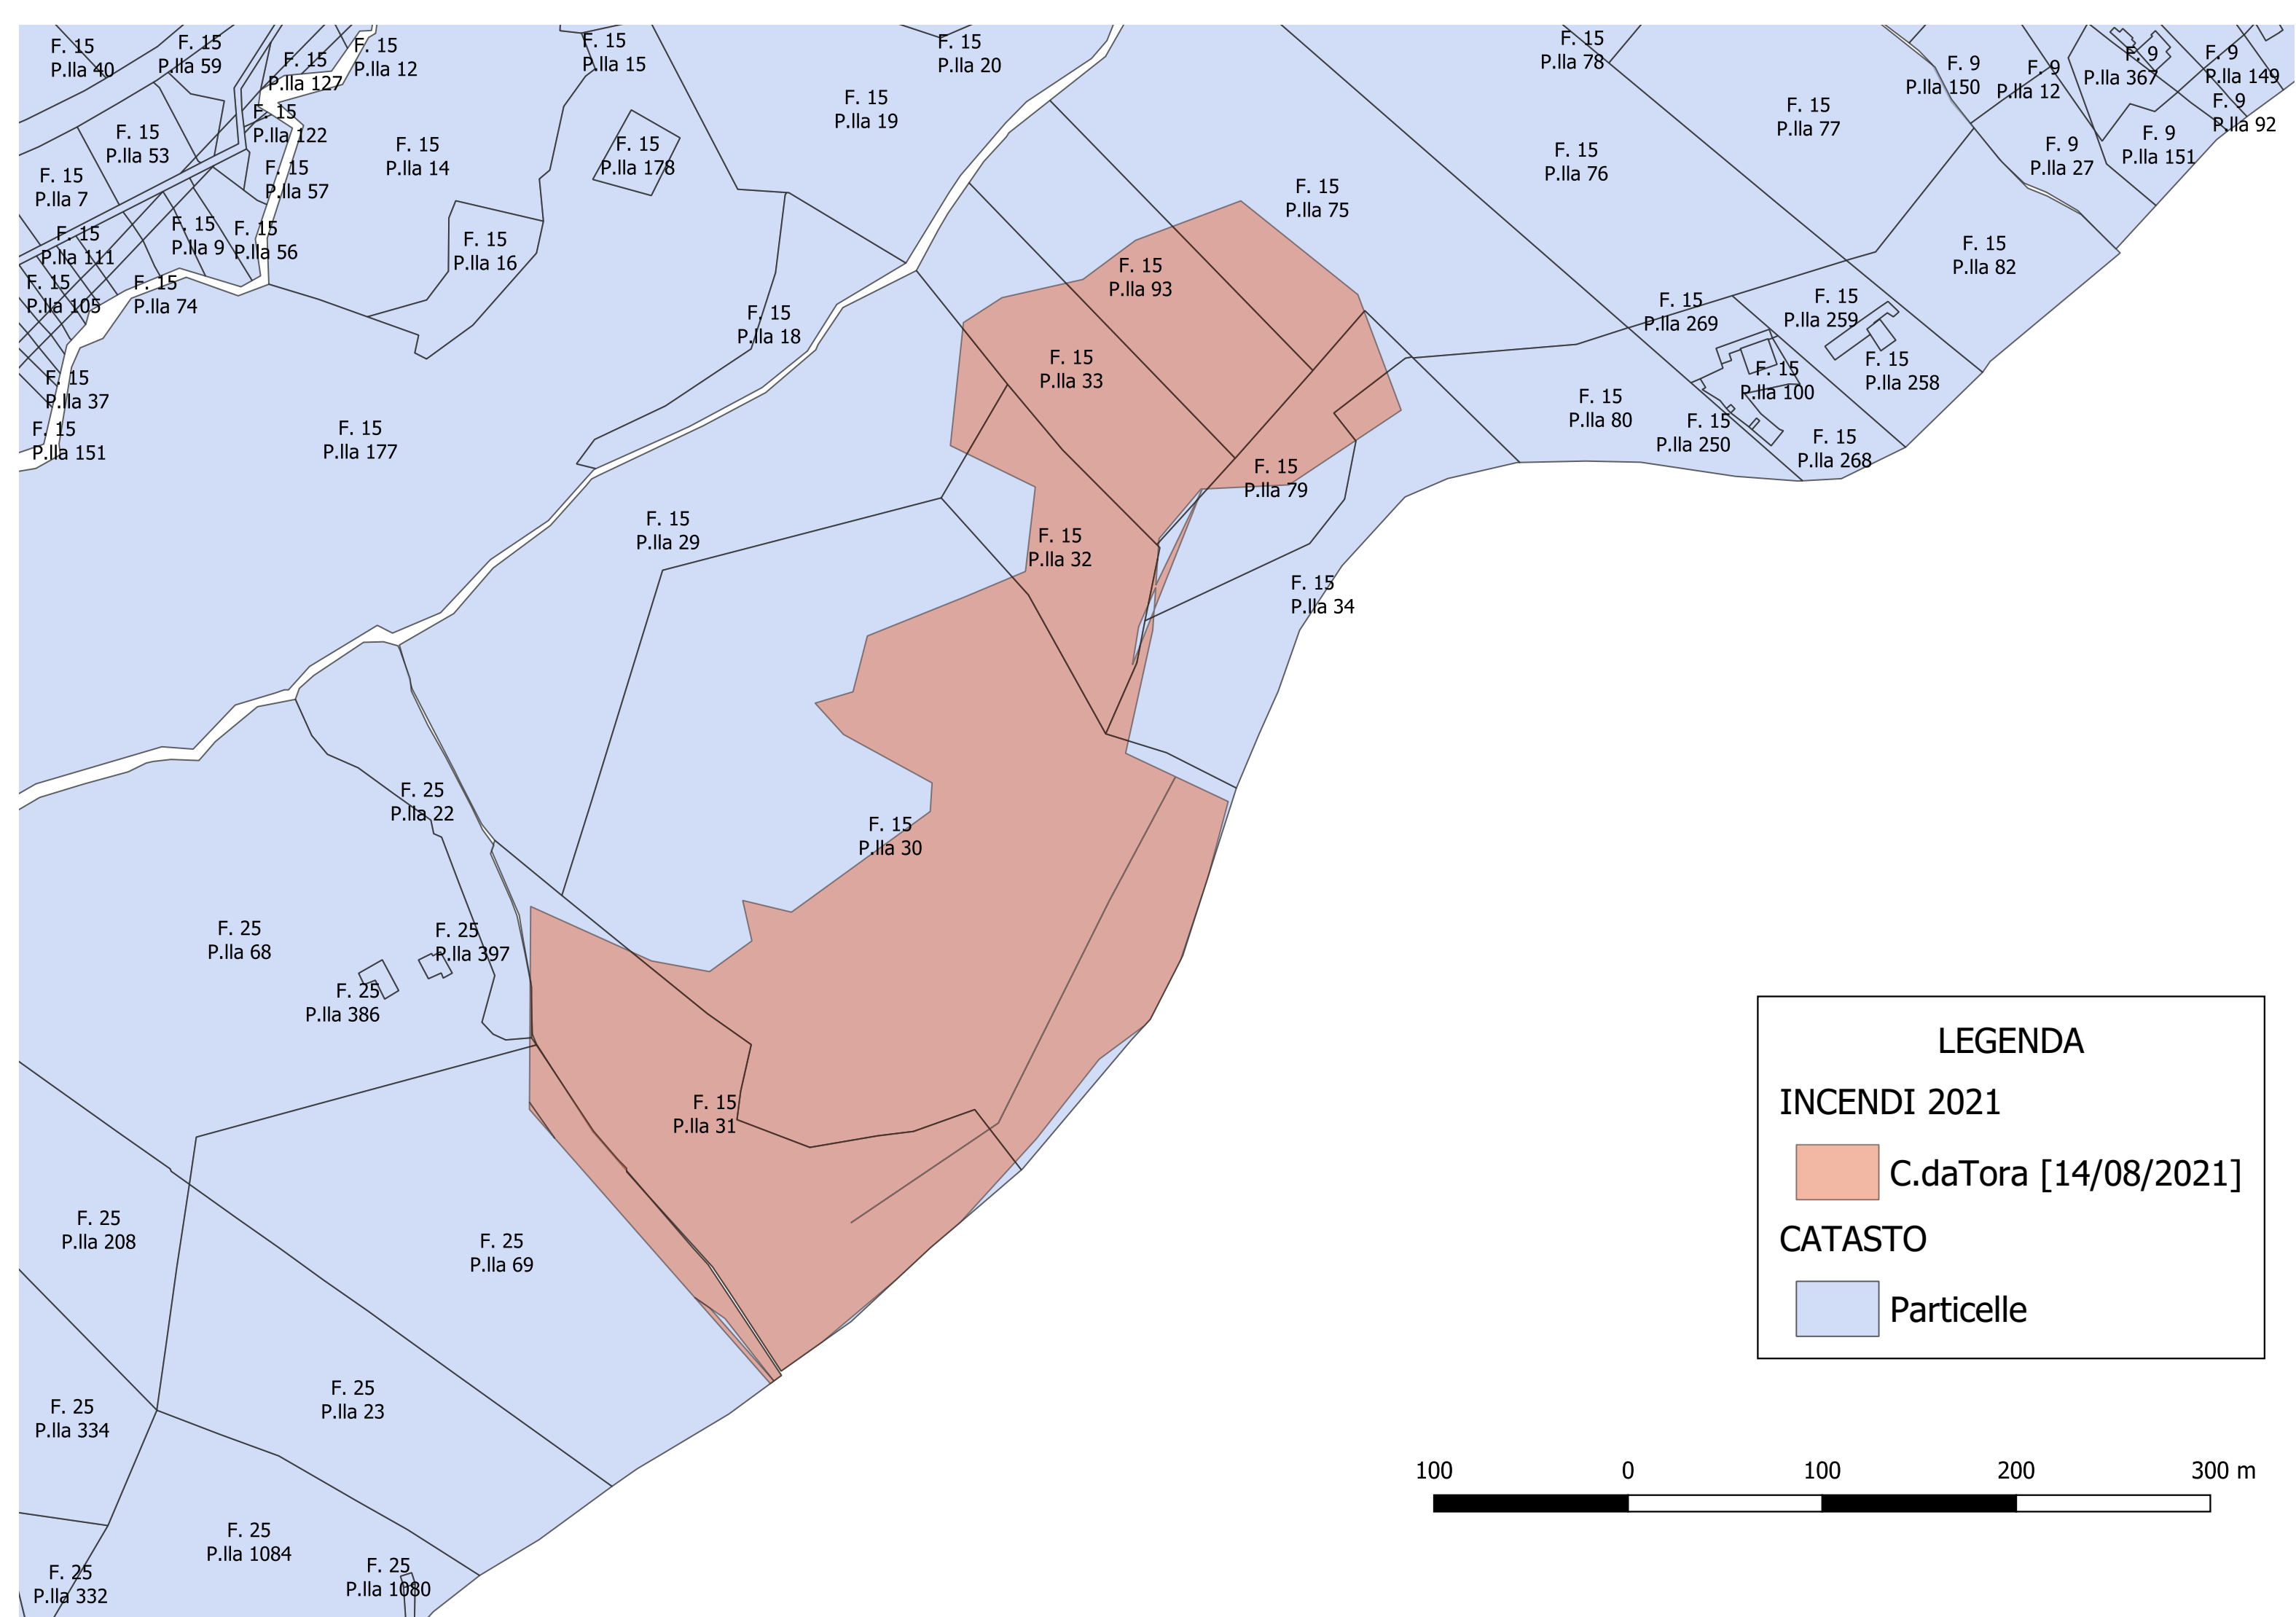 F. 15
P.lla 40
F. 15
P.lla 59
F. 15
P.lla 127
F. 15
P.lla 12
F. 15
P.lla 15
F. 15
P.lla 20
F. 15
P.lla 78
F. 9
P.lla 150
F. 9
P.lla 12
F. 9
P.lla 367
F. 9
P.lla 149
F. 9
P.lla 92
F. 15
P.lla 53
F. 15
P.lla 122
F. 15
P.lla 14
F. 15
P.lla 178
F. 15
P.lla 19
F. 15
P.lla 77
F. 15
P.lla 76
F. 9
P.lla 27
F. 9
P.lla 151
F. 15
P.lla 7
F. 15
P.lla 57
F. 15
P.lla 75
F. 15
P.lla 111
F. 15
P.lla 9
F. 15
P.lla 56
F. 15
P.lla 16
F. 15
P.lla 82
F. 15
P.lla 105
F. 15
P.lla 74
F. 15
P.lla 18
F. 15
P.lla 93
F. 15
P.lla 269
F. 15
P.lla 259
F. 15
P.lla 37
F. 15
P.lla 33
F. 15
P.lla 100
F. 15
P.lla 258
F. 15
P.lla 151
F. 15
P.lla 177
F. 15
P.lla 80
F. 15
P.lla 250
F. 15
P.lla 268
F. 15
P.lla 79
F. 15
P.lla 29
F. 15
P.lla 32
F. 15
P.lla 34
F. 25
P.lla 22
F. 15
P.lla 30
F. 25
P.lla 68
F. 25
P.lla 397
F. 25
P.lla 386
F. 15
P.lla 31
F. 25
P.lla 208
F. 25
P.lla 69
F. 25
P.lla 334
F. 25
P.lla 23
F. 25
P.lla 1084
F. 25
P.lla 332
F. 25
P.lla 1080
LEGENDA
INCENDI 2021
C.daTora [14/08/2021]
CATASTO
Particelle
100 0 100 200 300 m